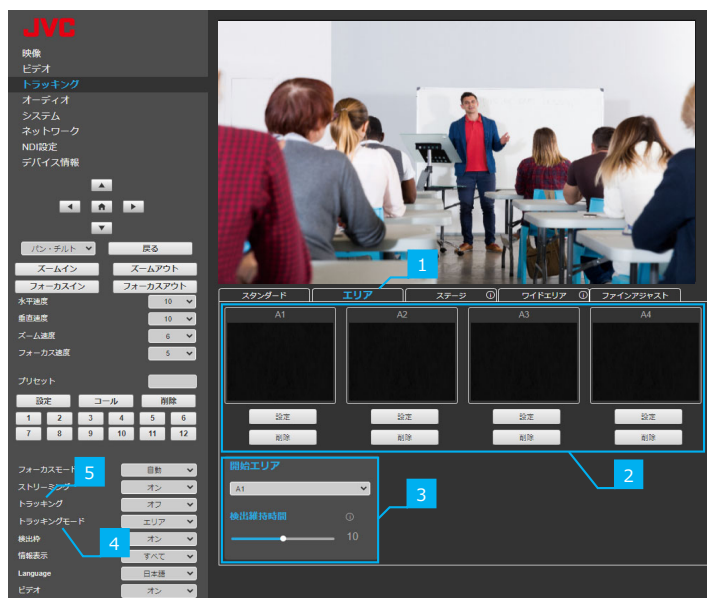 JVC
映像
ビデオ
トラッキング
オーディオ
システム
ネットワーク
NDI設定
デバイス情報
パン・チルト 戻る
ズームイン ズームアウト
フォーカスイン フォーカスアウト
水平速度 10
垂直速度 10
ズーム速度 6
フォーカス速度 5
プリセット
設定 コール 削除
1 2 3 4 5 6
7 8 9 10 11 12
フォーカスモード 自動
ストリーミング オン
トラッキング オフ
トラッキングモード エリア
検出枠 オン
情報表示 すべて
Language 日本語
ビデオ オン
5
4
1
スタンダード エリア ステージ ワイドエリア ファインアジャスト
A1 A2 A3 A4
設定 設定 設定 設定
削除 削除 削除 削除
2
開始エリア
A1
検出維持時間
10
3